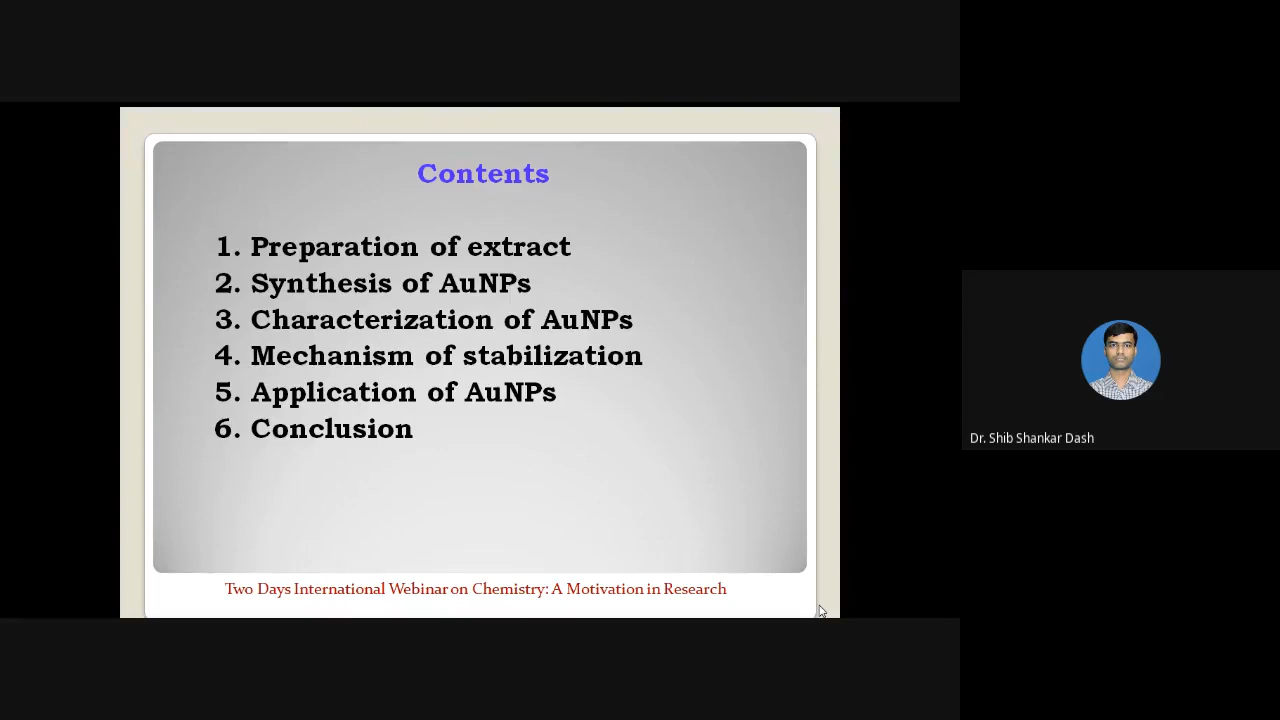 Contents
1. Preparation of extract
2. Synthesis of AuNPs
3. Characterization of AuNPs
4. Mechanism of stabilization
5. Application of AuNPs
6. Conclusion
Two Days International Webinar on Chemistry: A Motivation in Research
Dr. Shib Shankar Dash